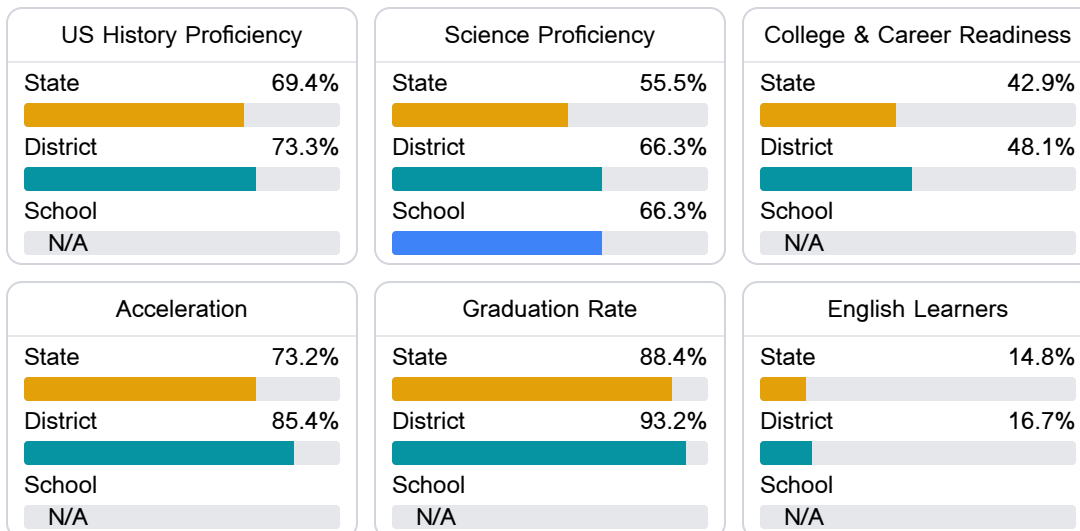 US History Proficiency
State 69.4%
District 73.3%
School
N/A
Science Proficiency
State 55.5%
District 66.3%
School 66.3%
College & Career Readiness
State 42.9%
District 48.1%
School
N/A
Acceleration
State 73.2%
District 85.4%
School
N/A
Graduation Rate
State 88.4%
District 93.2%
School
N/A
English Learners
State 14.8%
District 16.7%
School
N/A